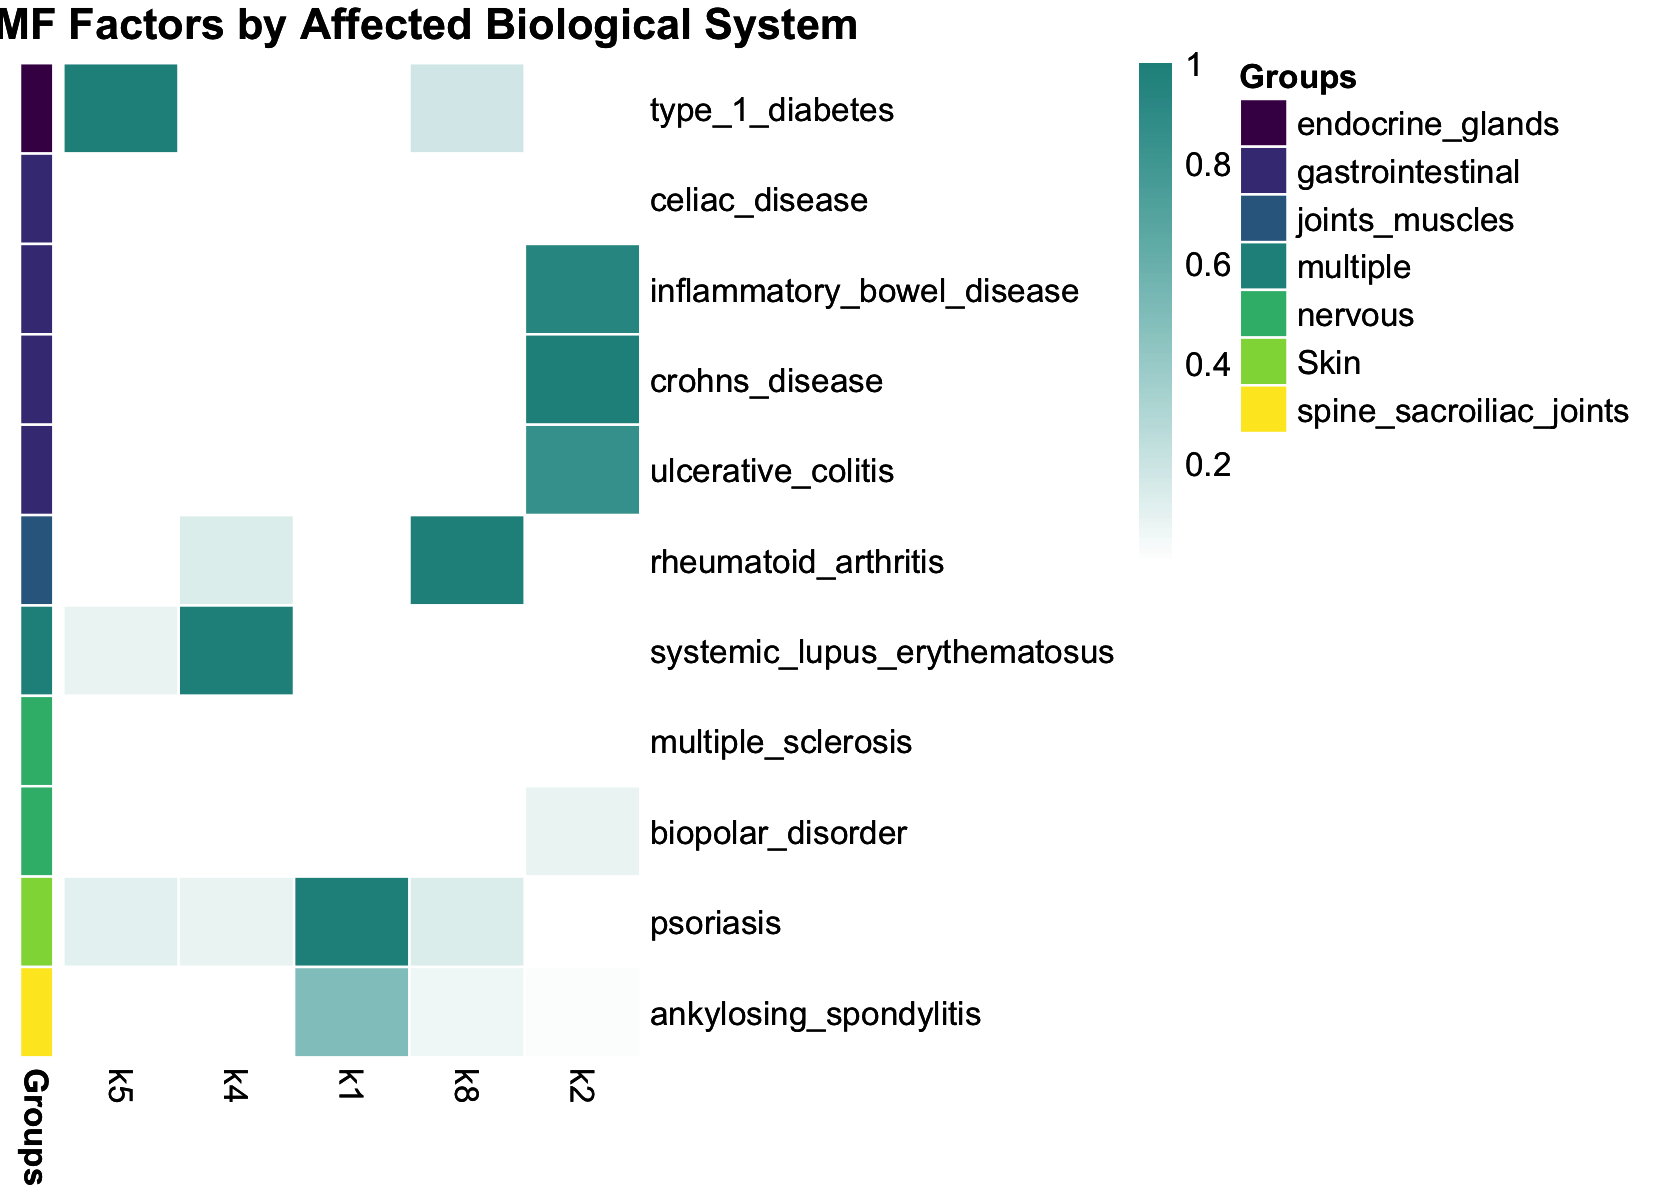 MF Factors by Affected Biological System
type_1_diabetes
celiac_disease
inflammatory_bowel_disease
crohns_disease
ulcerative_colitis
rheumatoid_arthritis
systemic_lupus_erythematosus
multiple_sclerosis
biopolar_disorder
psoriasis
ankylosing_spondylitis
Groups
k5
k4
k1
k8
k2
1
0.8
0.6
0.4
0.2
Groups
endocrine_glands
gastrointestinal
joints_muscles
multiple
nervous
Skin
spine_sacroiliac_joints